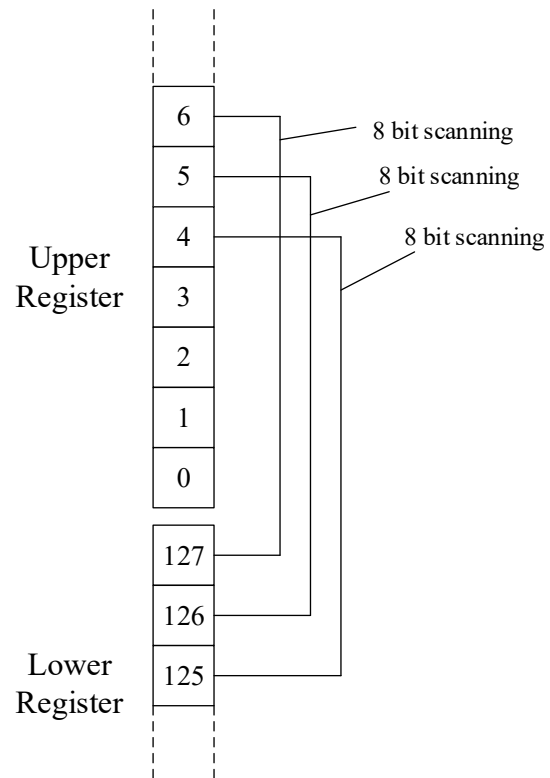 6
8 bit scanning
5
8 bit scanning
4
8 bit scanning
Upper
Register
3
2
1
0
127
126
Lower
Register
125